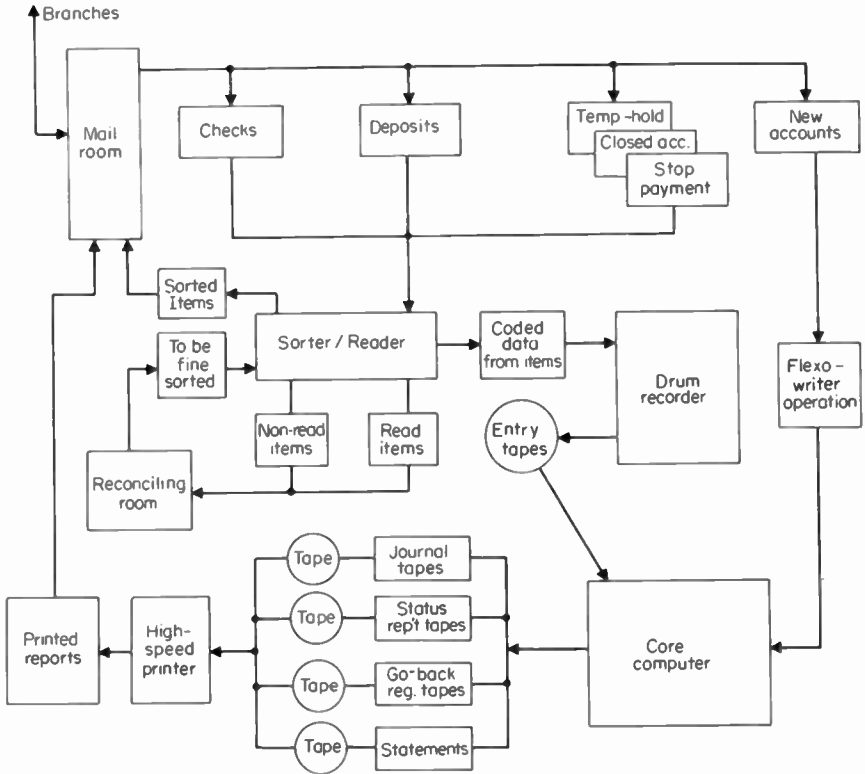 Branches
Mail
room
Checks
Deposits
Temp-hold
Closed acc.
Stop
payment
New
accounts
Sorted
Items
To be
fine
sorted
Sorter / Reader
Coded
data
from items
Drum
recorder
Flexo-
writer
operation
Non-read
items
Read
items
Entry
tapes
Reconciling
room
Tape
Journal
tapes
Tape
Status
rep't tapes
Tape
Go-back
reg. tapes
Tape
Statements
Printed
reports
High-
speed
printer
Core
computer